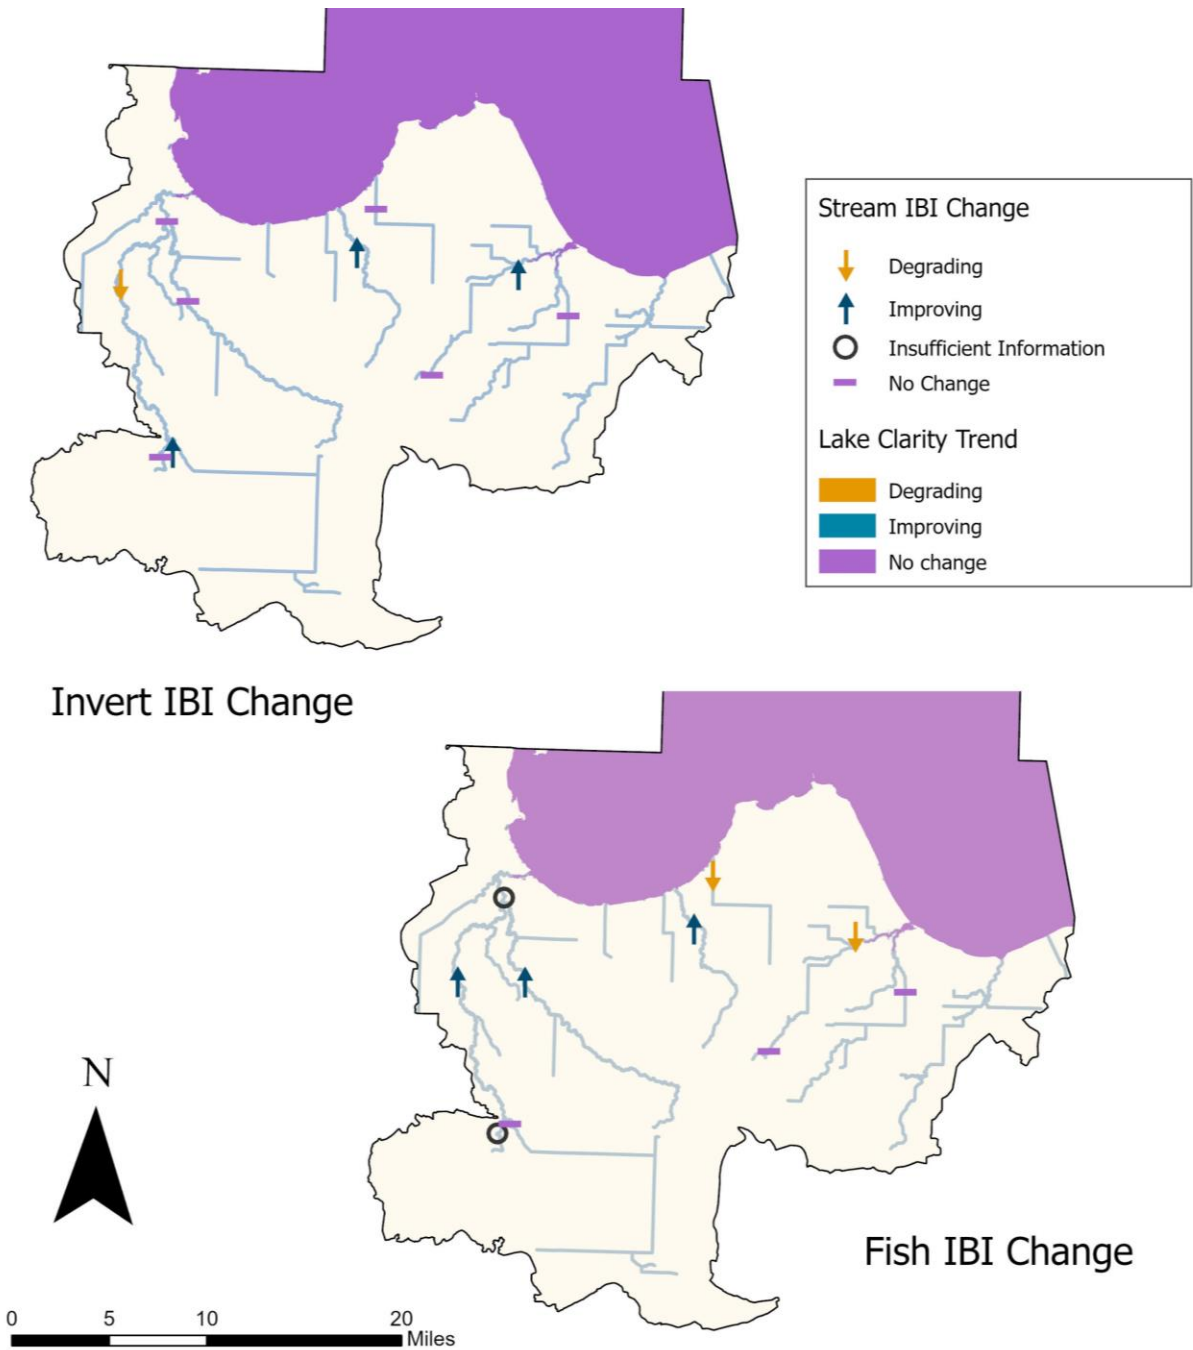 Stream IBI Change
Degrading
Improving
Insufficient Information
No Change
Lake Clarity Trend
Degrading
Improving
No change
Invert IBI Change
N
Fish IBI Change
0 5 10 20
Miles